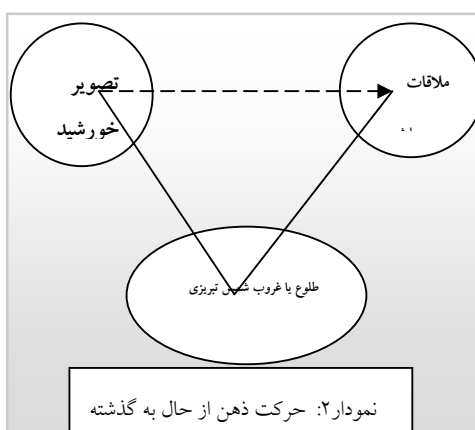 ملاقات
تصویر
خورشید
طلوع یا غروب شمس تبریزی
نمودار۲: حرکت ذهن از حال به گذشته